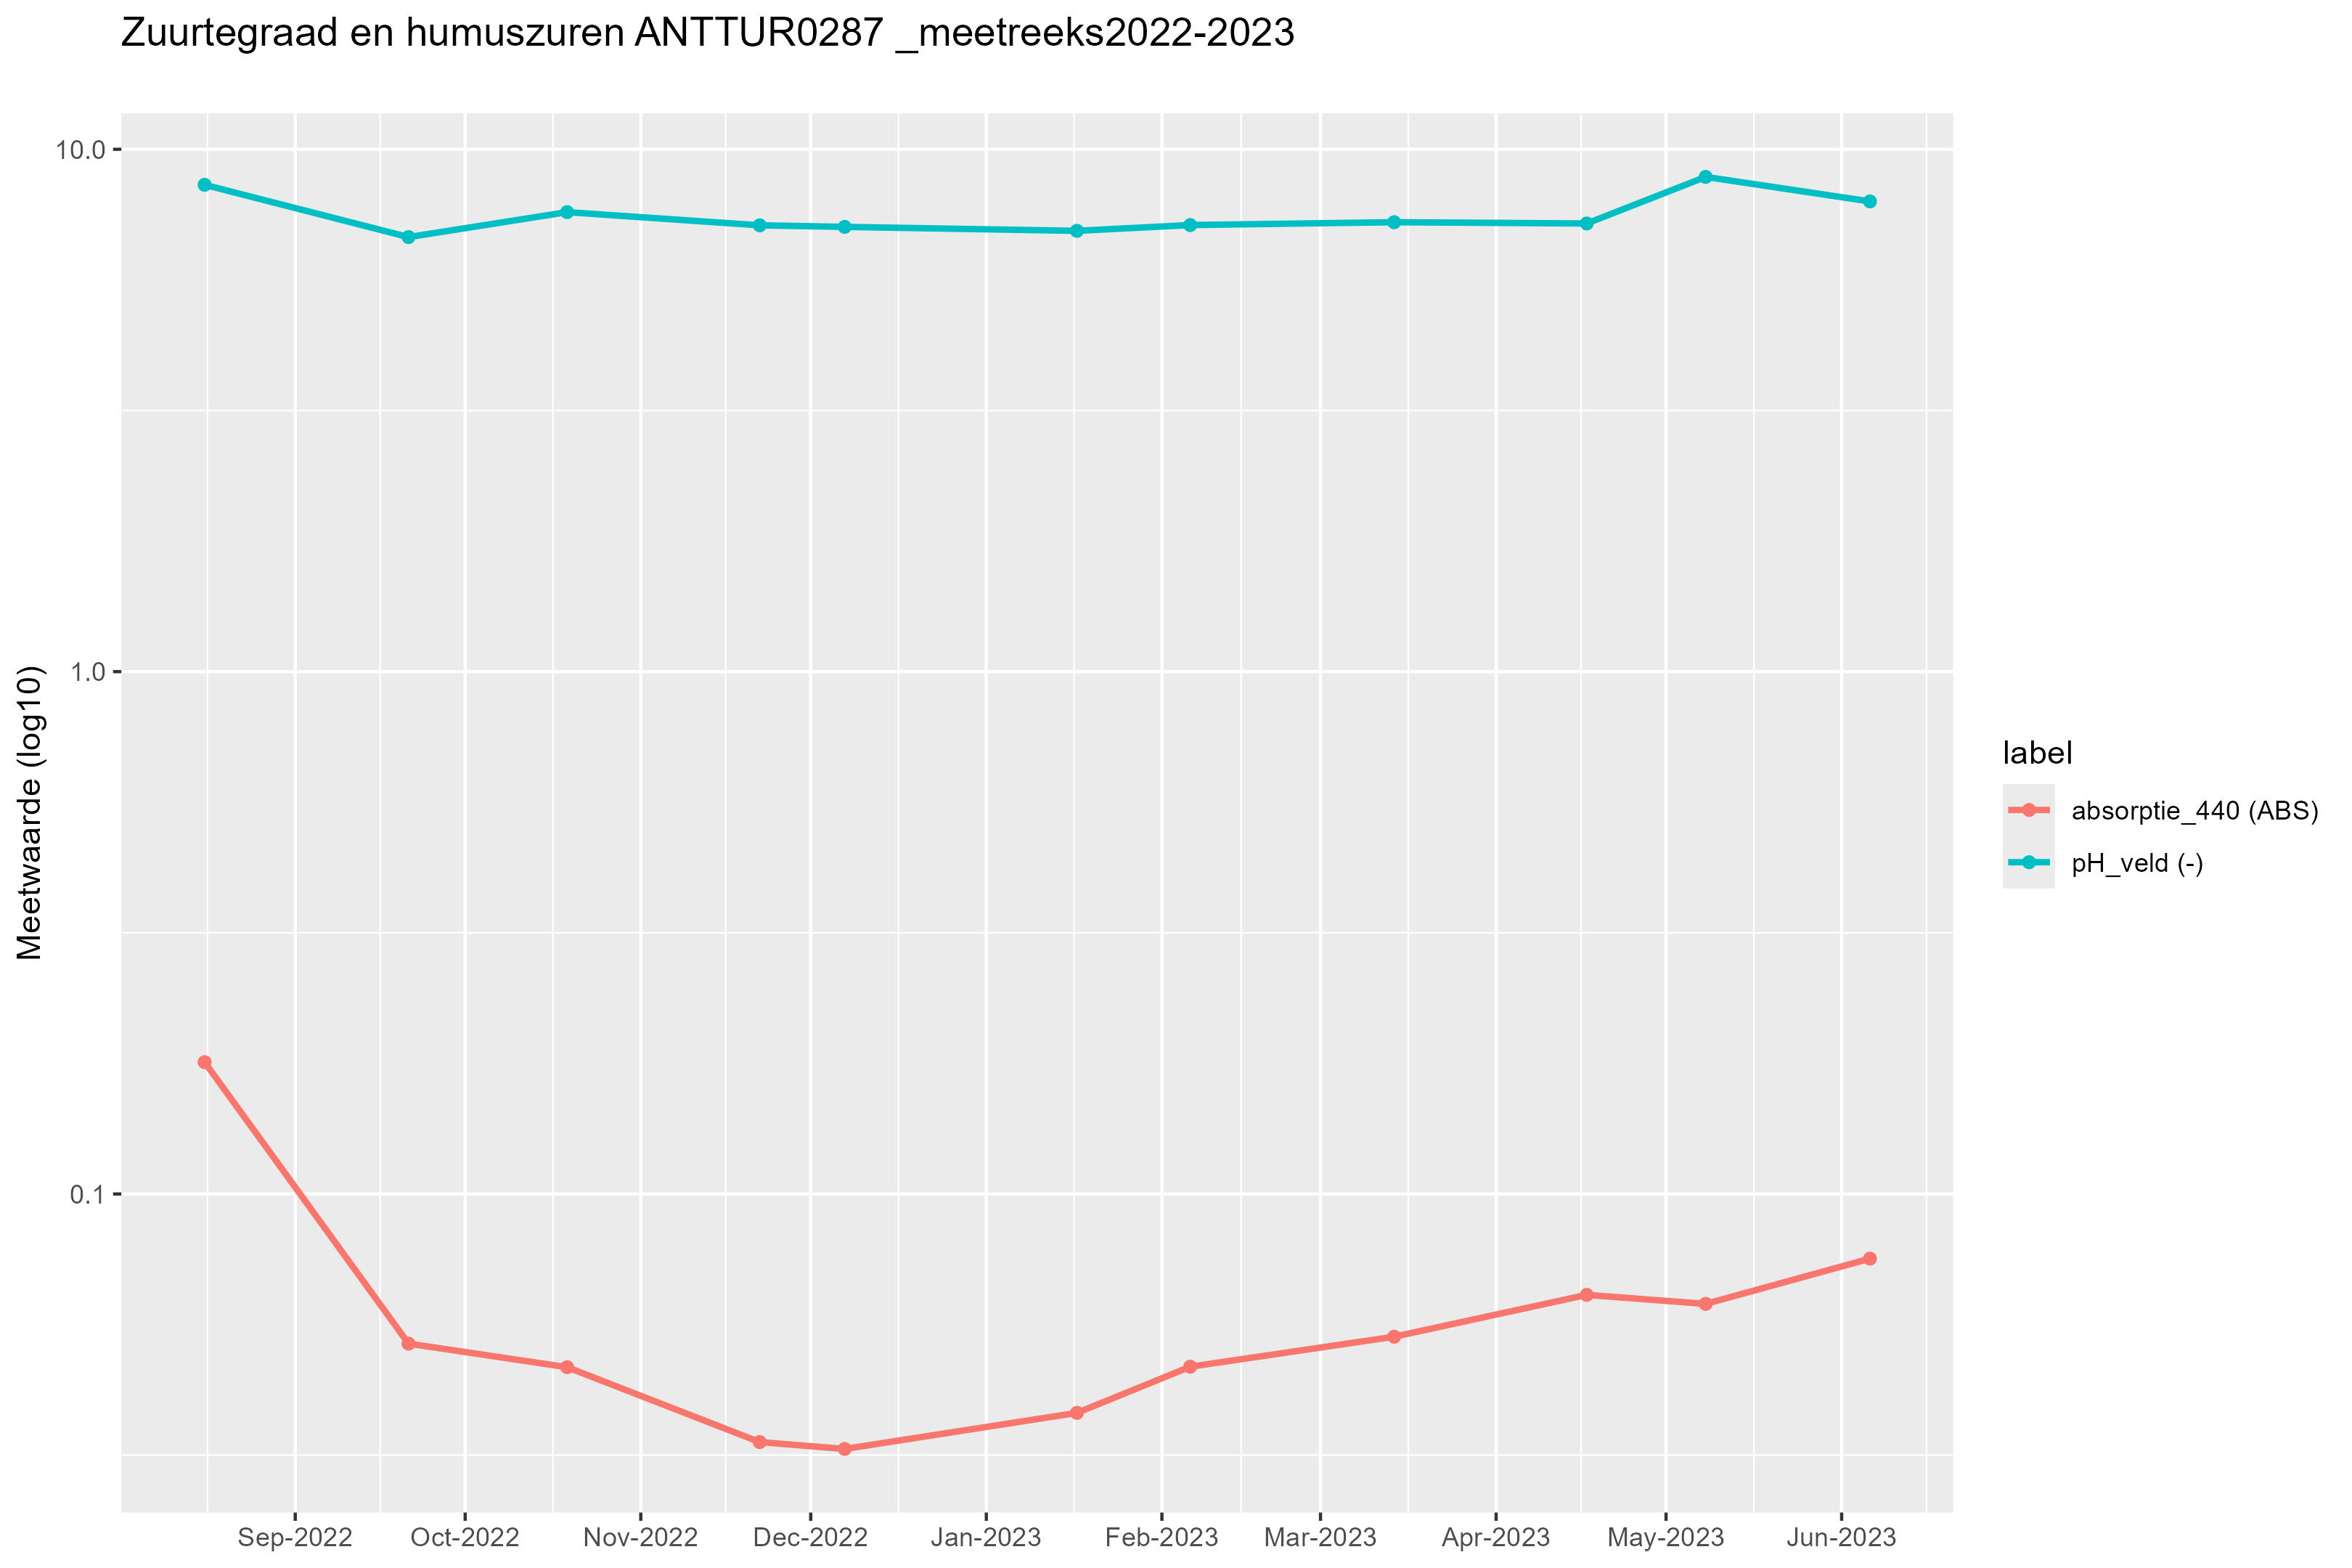 Zuurtegraad en humuszuren ANTTUR0287 _meetreeks2022-2023
Meetwaarde (log10)
10.0
1.0
0.1
Sep-2022 Oct-2022 Nov-2022 Dec-2022 Jan-2023 Feb-2023 Mar-2023 Apr-2023 May-2023 Jun-2023
label
absorptie_440 (ABS)
pH_veld (-)